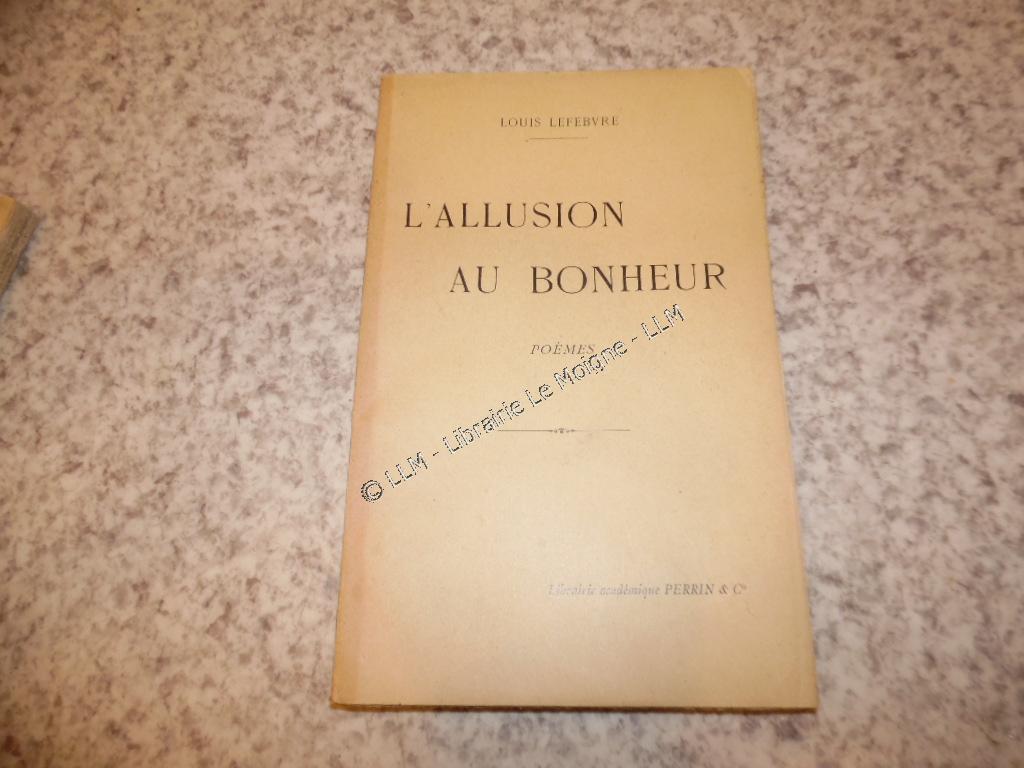 LOUIS LEFEBVRE
L'ALLUSION
AU BONHEUR
POÈMES
© LLM - Librairie Le Moigne - LLM
Librairie académique PERRIN & Cie